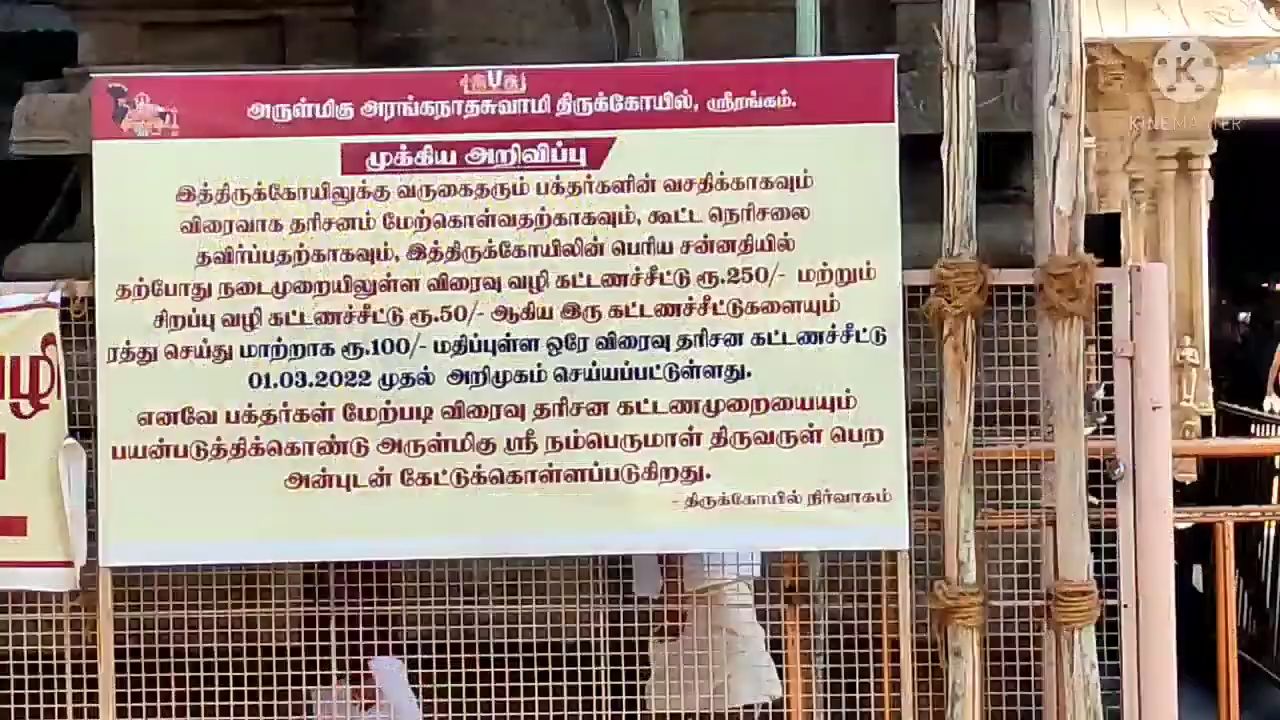 அருள்மிகு அரங்கநாதசுவாமி திருக்கோயில், ஸ்ரீரங்கம்.
முக்கிய அறிவிப்பு
இத்திருக்கோயிலுக்கு வருகைதரும் பக்தர்களின் வசதிக்காகவும்
விரைவாக தரிசனம் மேற்கொள்வதற்காகவும், கூட்ட நெரிசலை
தவிர்ப்பதற்காகவும், இத்திருக்கோயிலின் பெரிய சன்னதியில்
தற்போது நடைமுறையிலுள்ள விரைவு வழி கட்டணச்சீட்டு ரூ.250/- மற்றும்
சிறப்பு வழி கட்டணச்சீட்டு ரூ.50/- ஆகிய இரு கட்டணச்சீட்டுகளையும்
ரத்து செய்து மாற்றாக ரூ.100/- மதிப்புள்ள ஒரே விரைவு தரிசன கட்டணச்சீட்டு
01.03.2022 முதல் அறிமுகம் செய்யப்பட்டுள்ளது.
எனவே பக்தர்கள் மேற்படி விரைவு தரிசன கட்டணமுறையையும்
பயன்படுத்திக்கொண்டு அருள்மிகு ஸ்ரீ நம்பெருமாள் திருவருள் பெற
அன்புடன் கேட்டுக்கொள்ளப்படுகிறது.
- திருக்கோயில் நிர்வாகம்
ழி
K
KINEMASTER